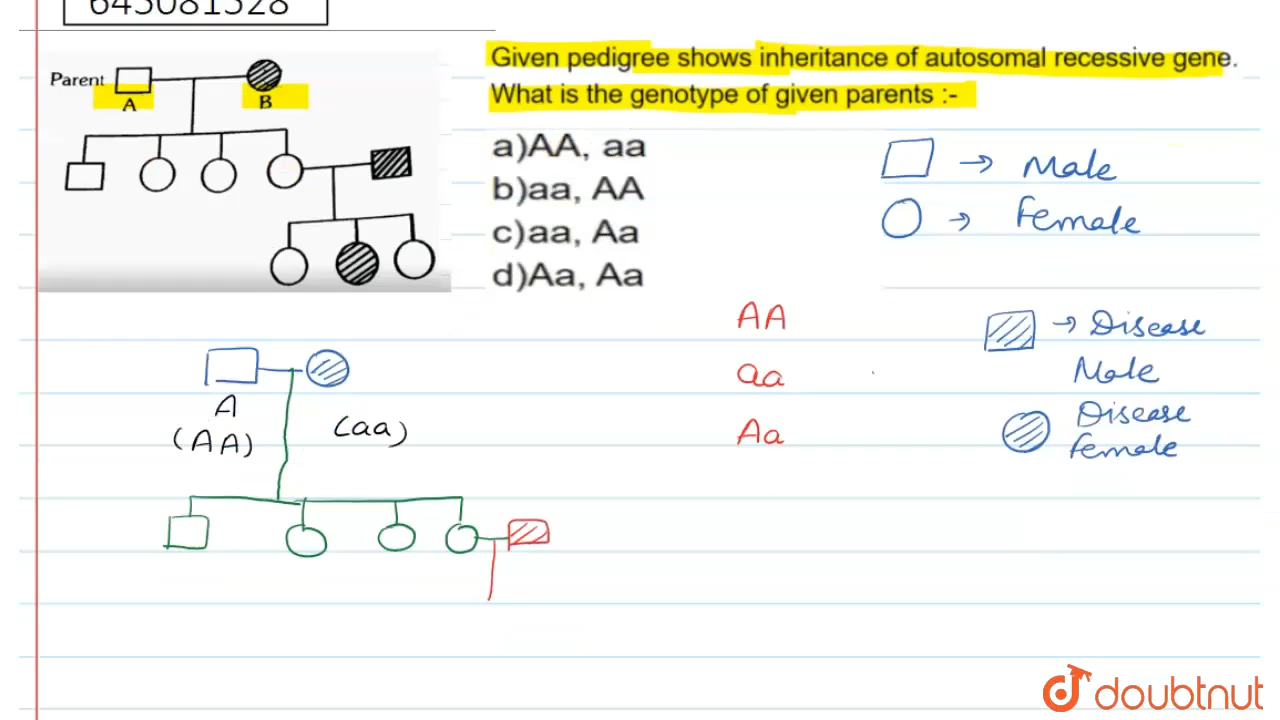 643081328
Given pedigree shows inheritance of autosomal recessive gene.
What is the genotype of given parents :-
Parent
A
B
a)AA, aa
b)aa, AA
c)aa, Aa
d)Aa, Aa
→ Male
→ Female
AA
aa
Aa
→ Disease
Male
Disease
female
A
(AA)
(aa)
doubtnut